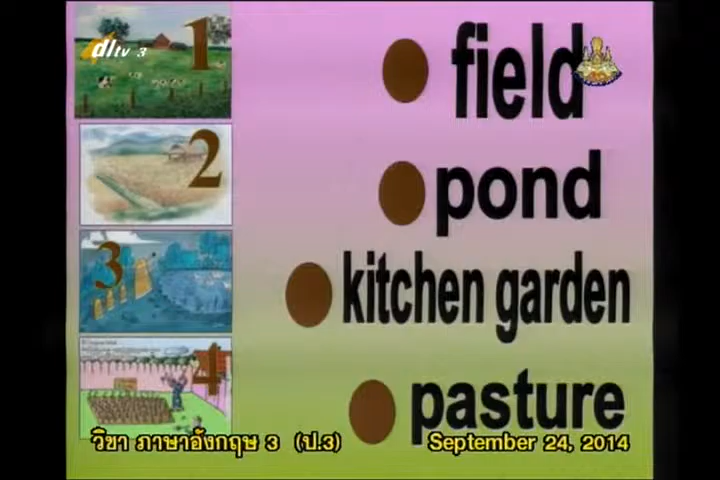 dltv 3
1
field
2
pond
3
kitchen garden
4
pasture
วิชา ภาษาอังกฤษ 3 (ป.3)
September 24, 2014